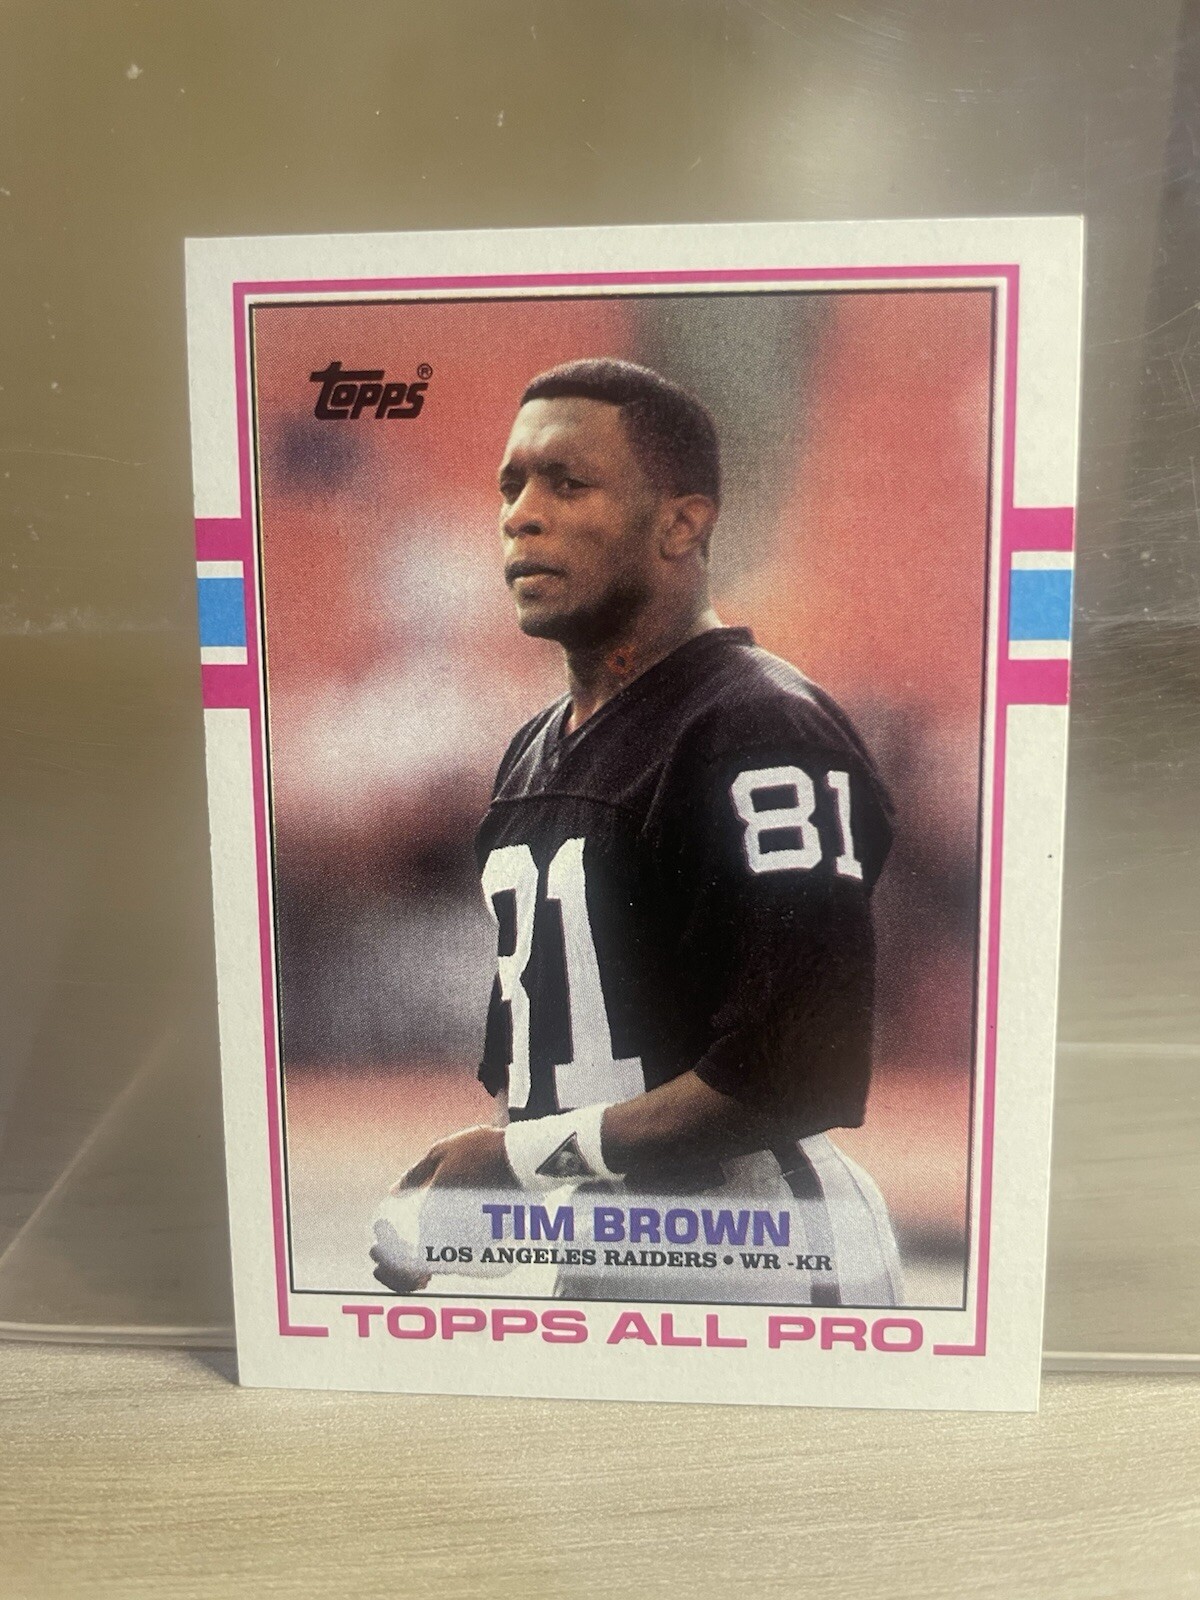 Topps®
81
81
TIM BROWN
LOS ANGELES RAIDERS • WR -KR
TOPPS ALL PRO